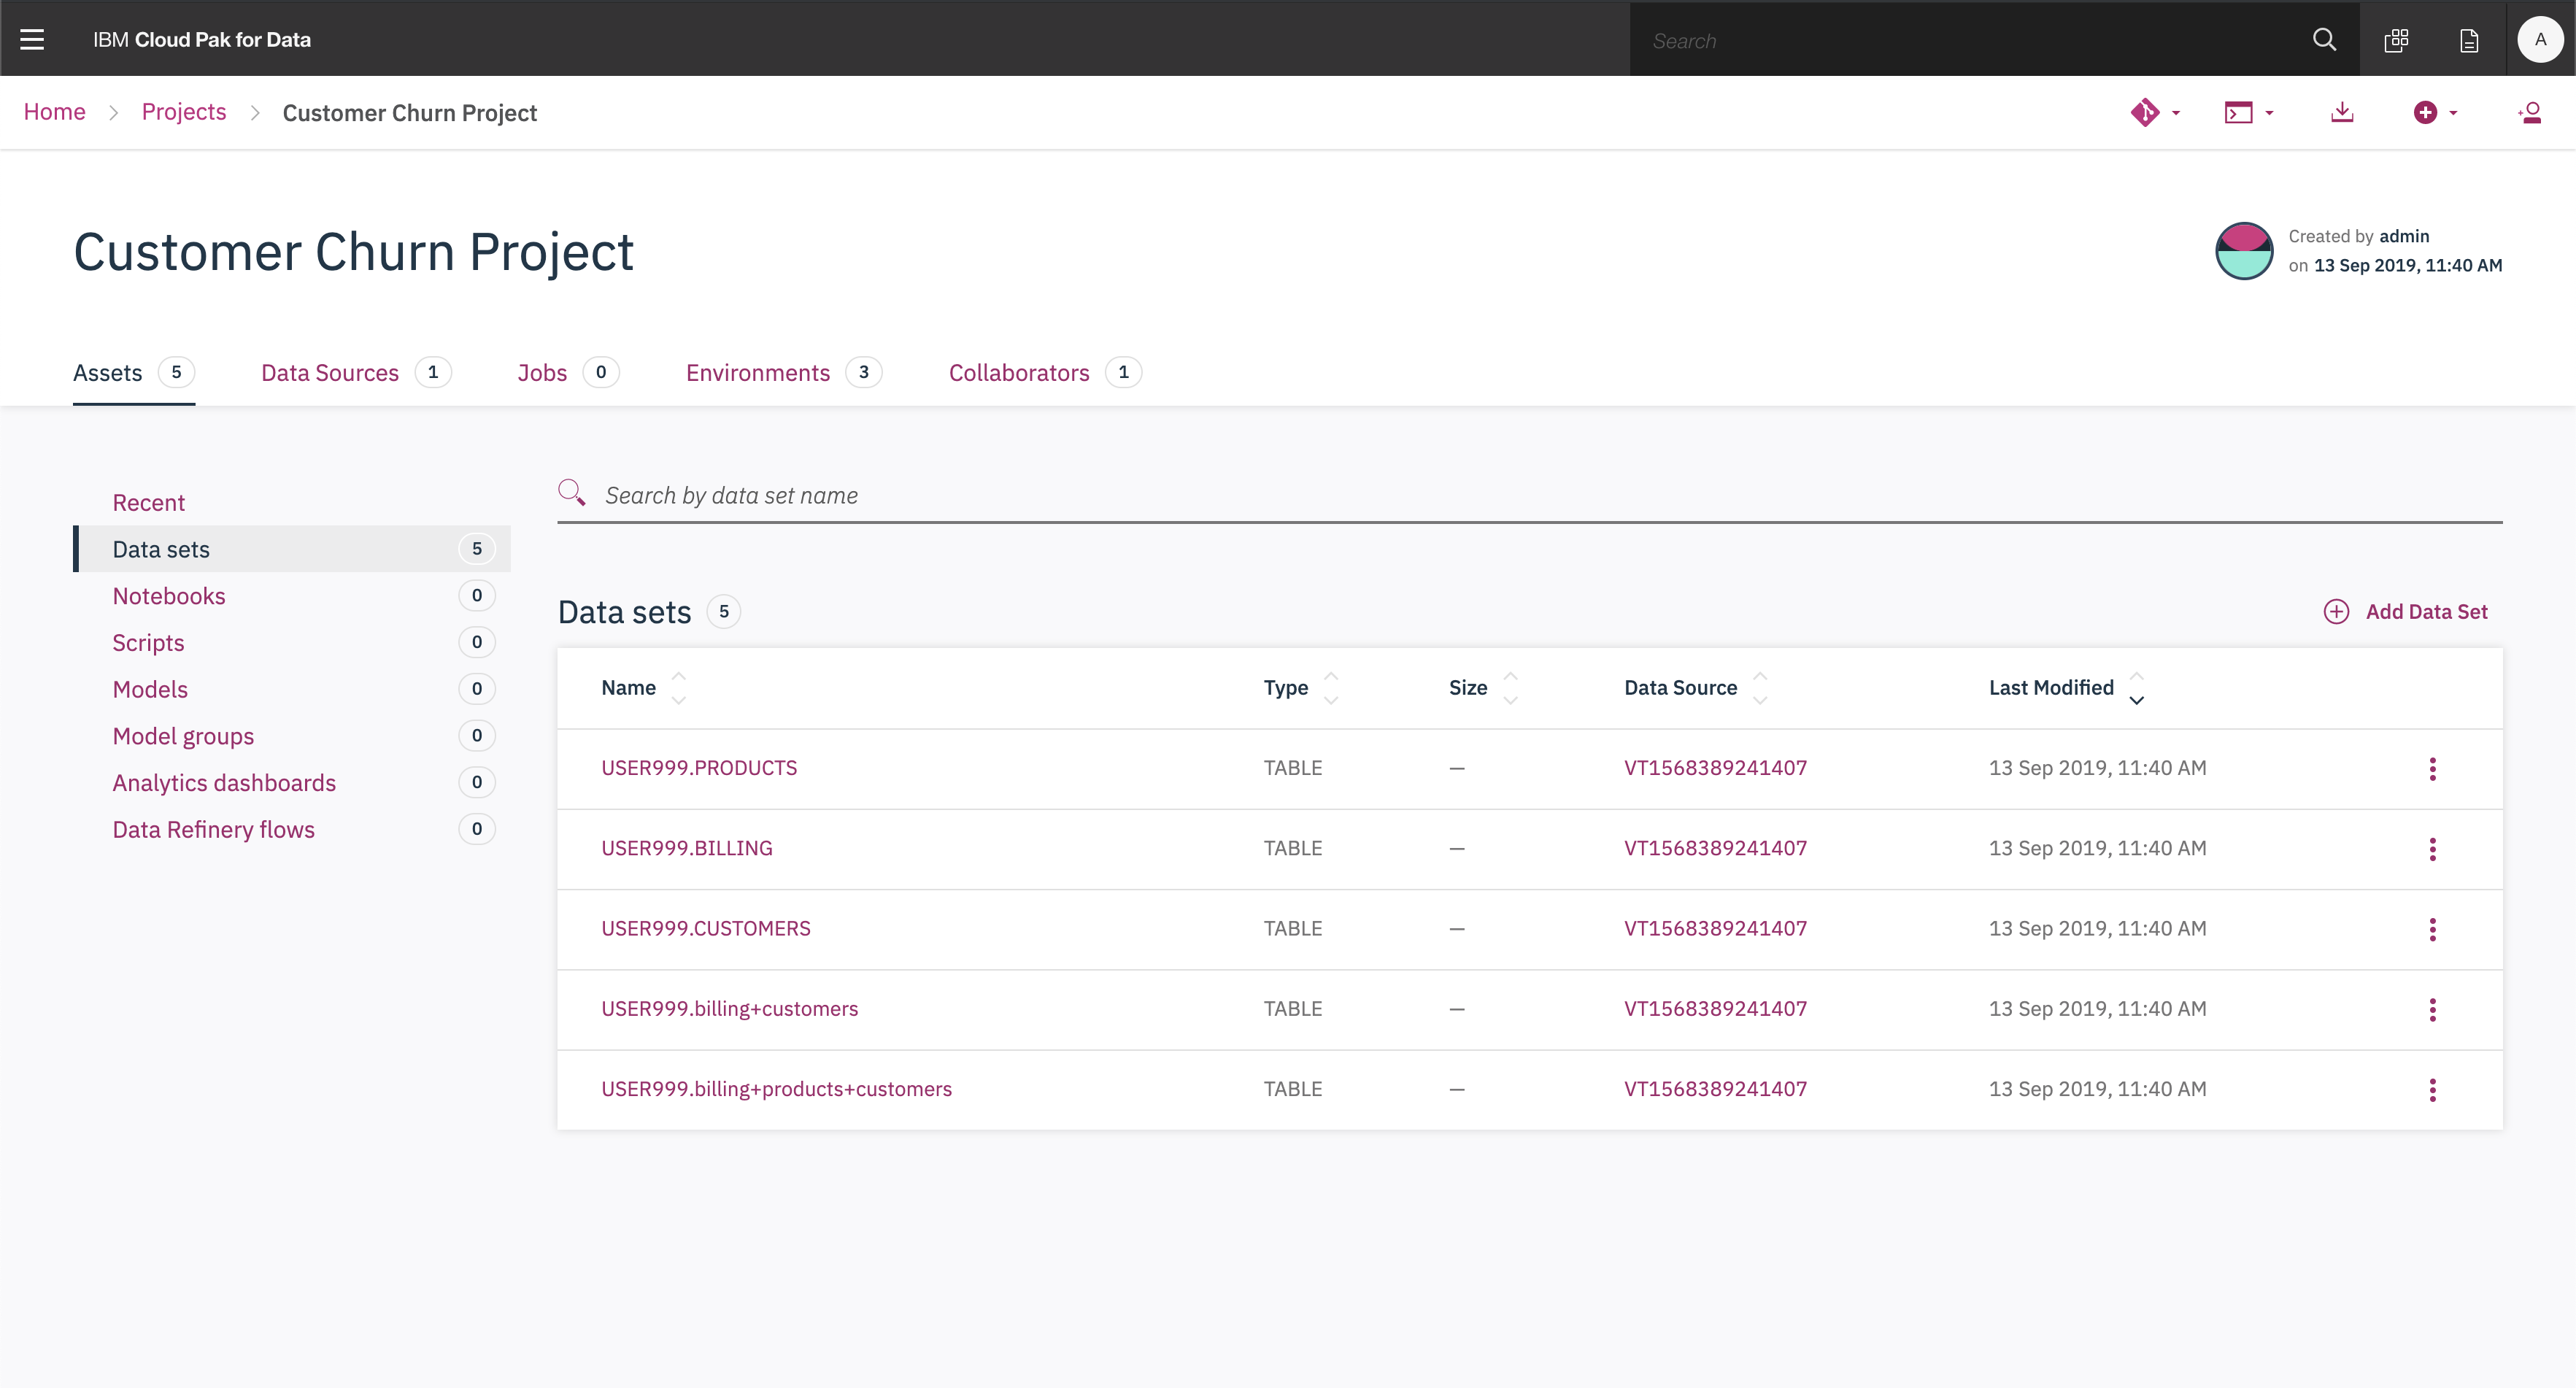 IBM Cloud Pak for Data
Search
A
Home
Projects
Customer Churn Project
Customer Churn Project
Created by admin
on 13 Sep 2019, 11:40 AM
Assets 5
Data Sources 1
Jobs 0
Environments 3
Collaborators 1
Recent
Data sets 5
Notebooks 0
Scripts 0
Models 0
Model groups 0
Analytics dashboards 0
Data Refinery flows 0
Search by data set name
Data sets 5
Add Data Set
Name Type Size Data Source Last Modified
USER999.PRODUCTS TABLE — VT1568389241407 13 Sep 2019, 11:40 AM
USER999.BILLING TABLE — VT1568389241407 13 Sep 2019, 11:40 AM
USER999.CUSTOMERS TABLE — VT1568389241407 13 Sep 2019, 11:40 AM
USER999.billing+customers TABLE — VT1568389241407 13 Sep 2019, 11:40 AM
USER999.billing+products+customers TABLE — VT1568389241407 13 Sep 2019, 11:40 AM